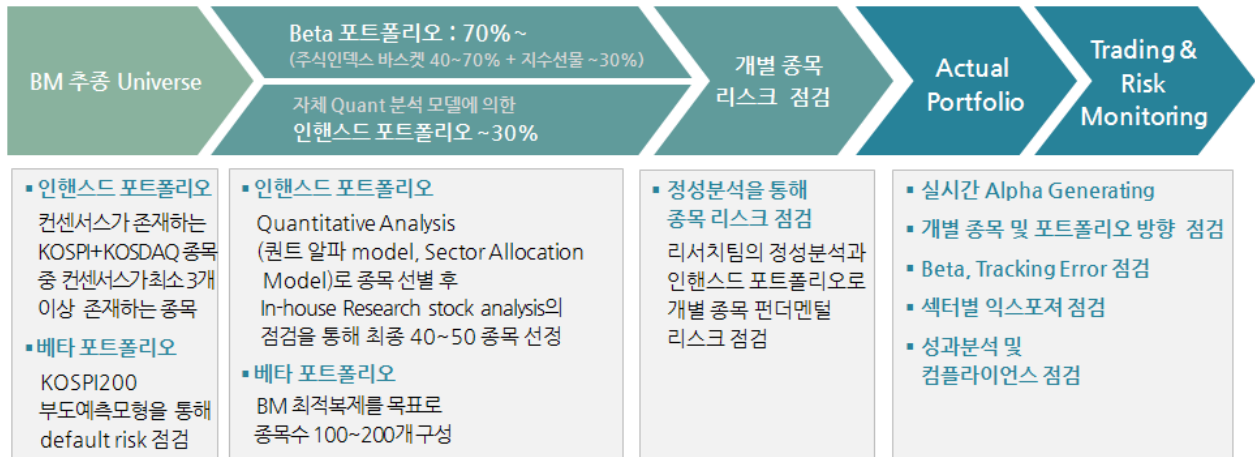 BM 추종 Universe
Beta 포트폴리오 : 70%~
(주식인덱스 바스켓 40~70% + 지수선물 ~30%)
자체 Quant 분석 모델에 의한
인핸스드 포트폴리오 ~30%
개별 종목
리스크 점검
Actual
Portfolio
Trading &
Risk
Monitoring
▪ 인핸스드 포트폴리오
컨센서스가 존재하는
KOSPI+KOSDAQ 종목
중 컨센서스가 최소 3개
이상 존재하는 종목
▪ 베타 포트폴리오
KOSPI200
부도예측모형을 통해
default risk 점검
▪ 인핸스드 포트폴리오
Quantitative Analysis
(퀀트 알파 model, Sector Allocation
Model)로 종목 선별 후
In-house Research stock analysis의
점검을 통해 최종 40~50 종목 선정
▪ 베타 포트폴리오
BM 최적복제를 목표로
종목수 100~200개 구성
▪ 정성분석을 통해
종목 리스크 점검
리서치팀의 정성분석과
인핸스드 포트폴리오로
개별 종목 펀더멘털
리스크 점검
▪ 실시간 Alpha Generating
▪ 개별 종목 및 포트폴리오 방향 점검
▪ Beta, Tracking Error 점검
▪ 섹터별 익스포져 점검
▪ 성과분석 및
컴플라이언스 점검